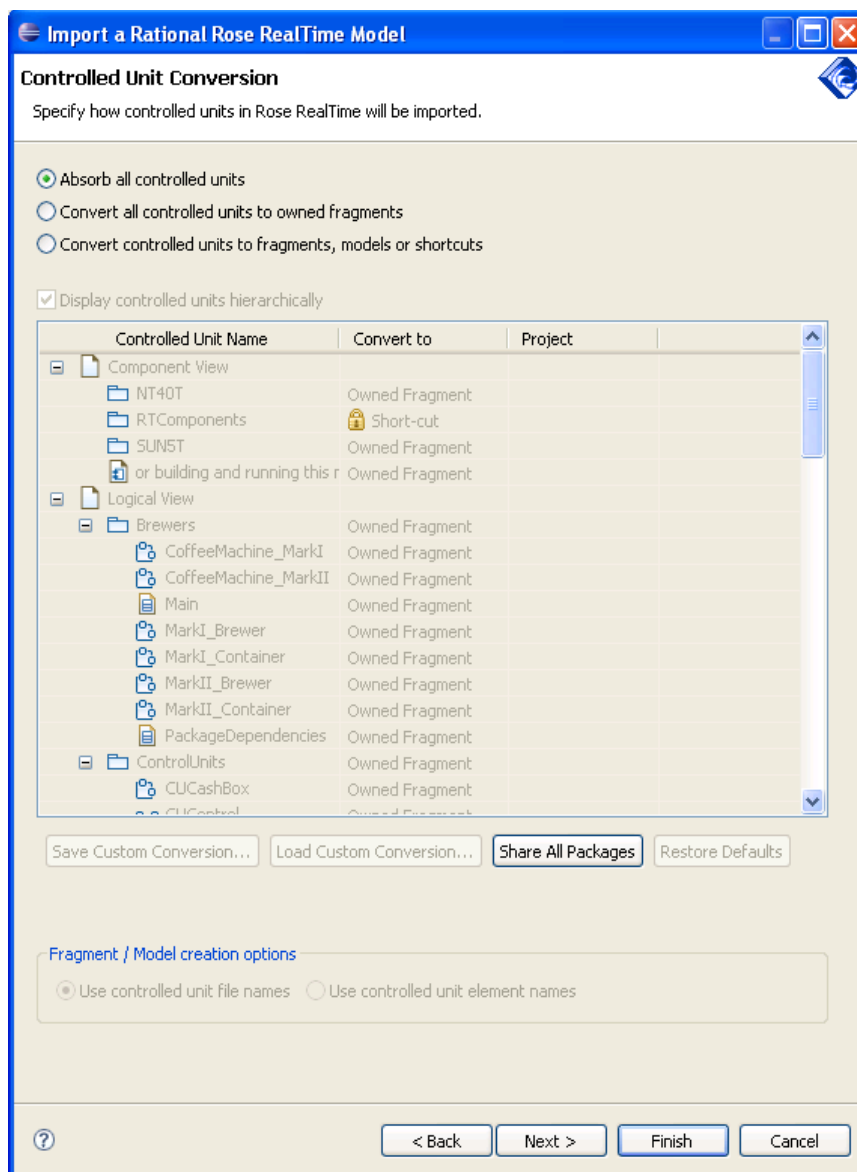 Import a Rational Rose RealTime Model
Controlled Unit Conversion
Specify how controlled units in Rose RealTime will be imported.
Absorb all controlled units
Convert all controlled units to owned fragments
Convert controlled units to fragments, models or shortcuts
Display controlled units hierarchically
Controlled Unit Name Convert to Project
Component View
NT40T Owned Fragment
RTComponents Short-cut
SUN5T Owned Fragment
or building and running this r Owned Fragment
Logical View
Brewers Owned Fragment
CoffeeMachine_MarkI Owned Fragment
CoffeeMachine_MarkII Owned Fragment
Main Owned Fragment
MarkI_Brewer Owned Fragment
MarkI_Container Owned Fragment
MarkII_Brewer Owned Fragment
MarkII_Container Owned Fragment
PackageDependencies Owned Fragment
ControlUnits Owned Fragment
CUCashBox Owned Fragment
CUControl Owned Fragment
Save Custom Conversion... Load Custom Conversion... Share All Packages Restore Defaults
Fragment / Model creation options
Use controlled unit file names Use controlled unit element names
? < Back Next > Finish Cancel